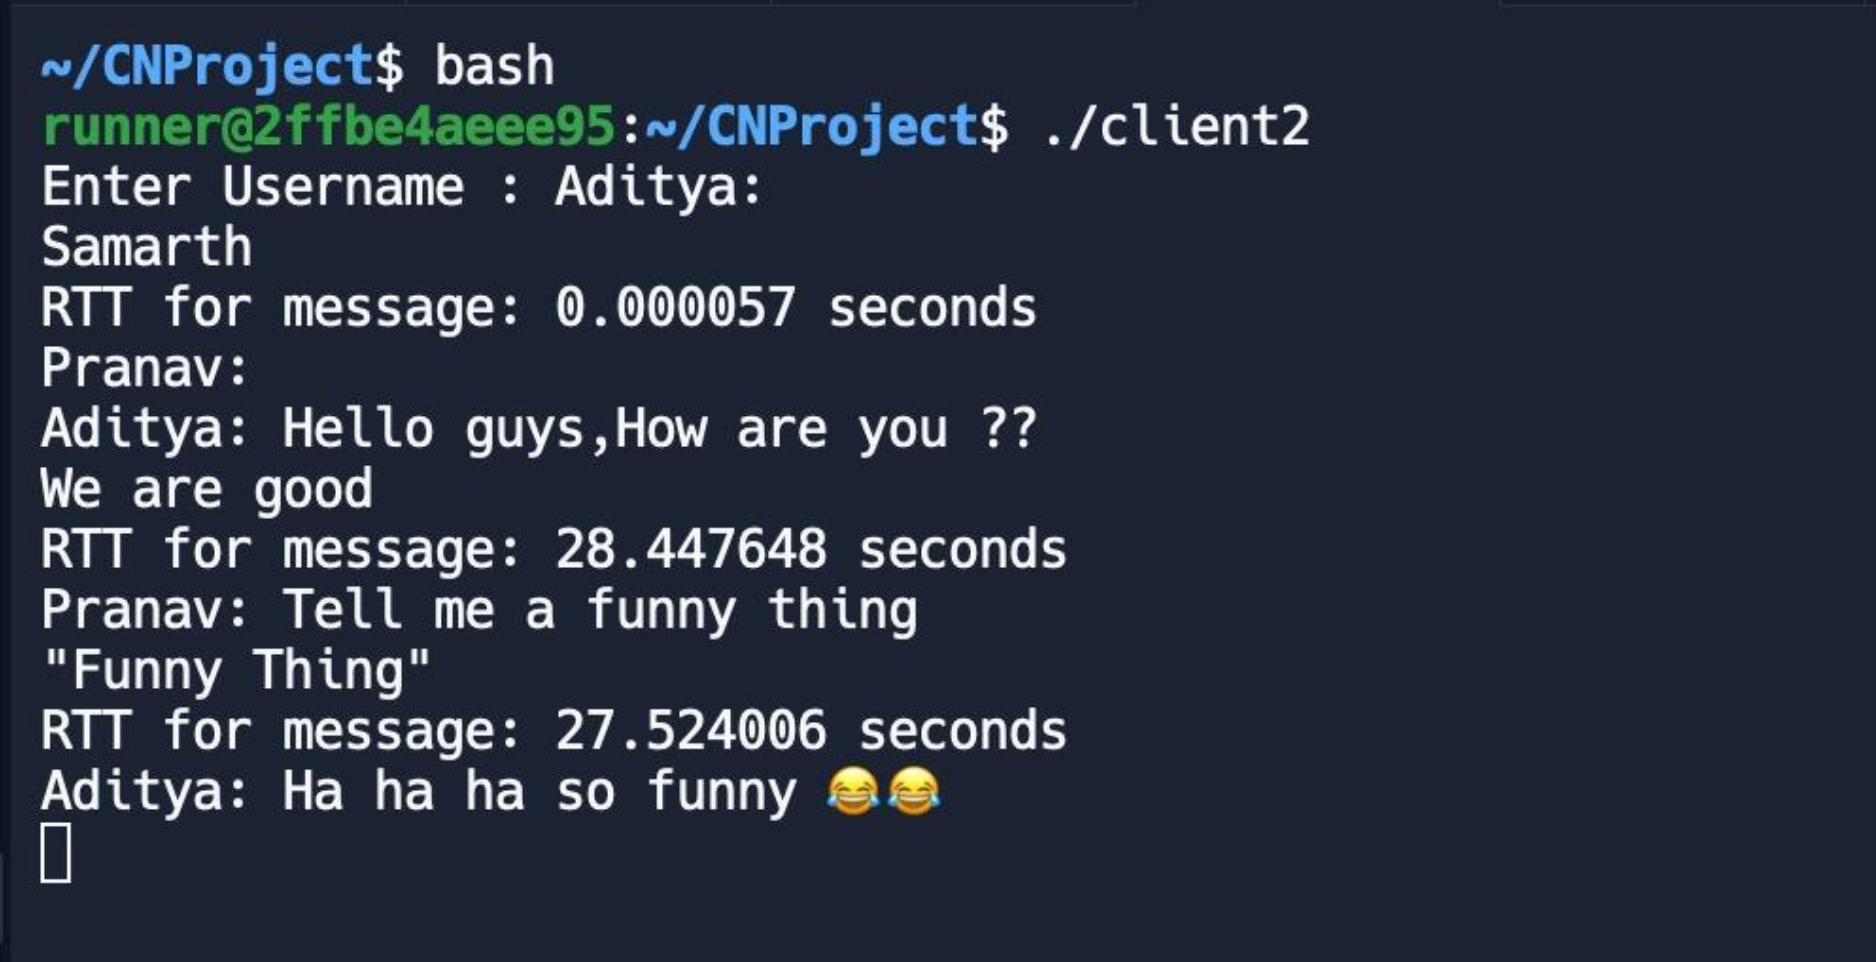 ~/CNProject$ bash
runner@2ffbe4aeee95:~/CNProject$ ./client2
Enter Username : Aditya:
Samarth
RTT for message: 0.000057 seconds
Pranav:
Aditya: Hello guys,How are you ??
We are good
RTT for message: 28.447648 seconds
Pranav: Tell me a funny thing
"Funny Thing"
RTT for message: 27.524006 seconds
Aditya: Ha ha ha so funny 😂😂